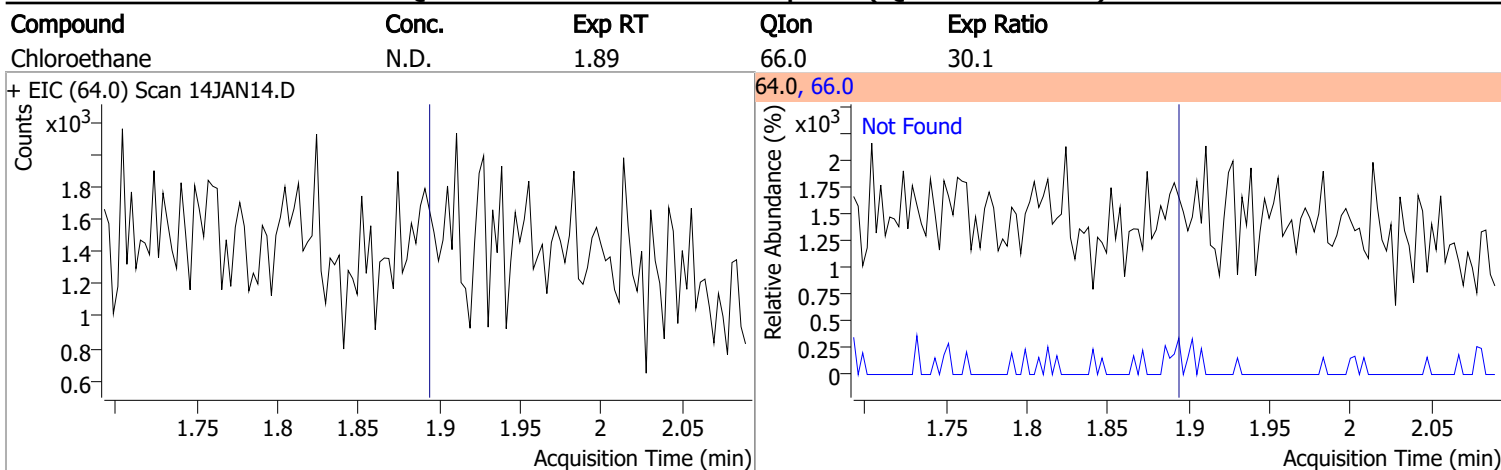 Compound Conc. Exp RT QIon Exp Ratio
Chloroethane N.D. 1.89 66.0 30.1
+ EIC (64.0) Scan 14JAN14.D
Counts
x10³
1.8
1.6
1.4
1.2
1
0.8
0.6
1.75 1.8 1.85 1.9 1.95 2 2.05
Acquisition Time (min)
64.0, 66.0
Relative Abundance (%)
x10³
Not Found
2
1.75
1.5
1.25
1
0.75
0.5
0.25
0
1.75 1.8 1.85 1.9 1.95 2 2.05
Acquisition Time (min)